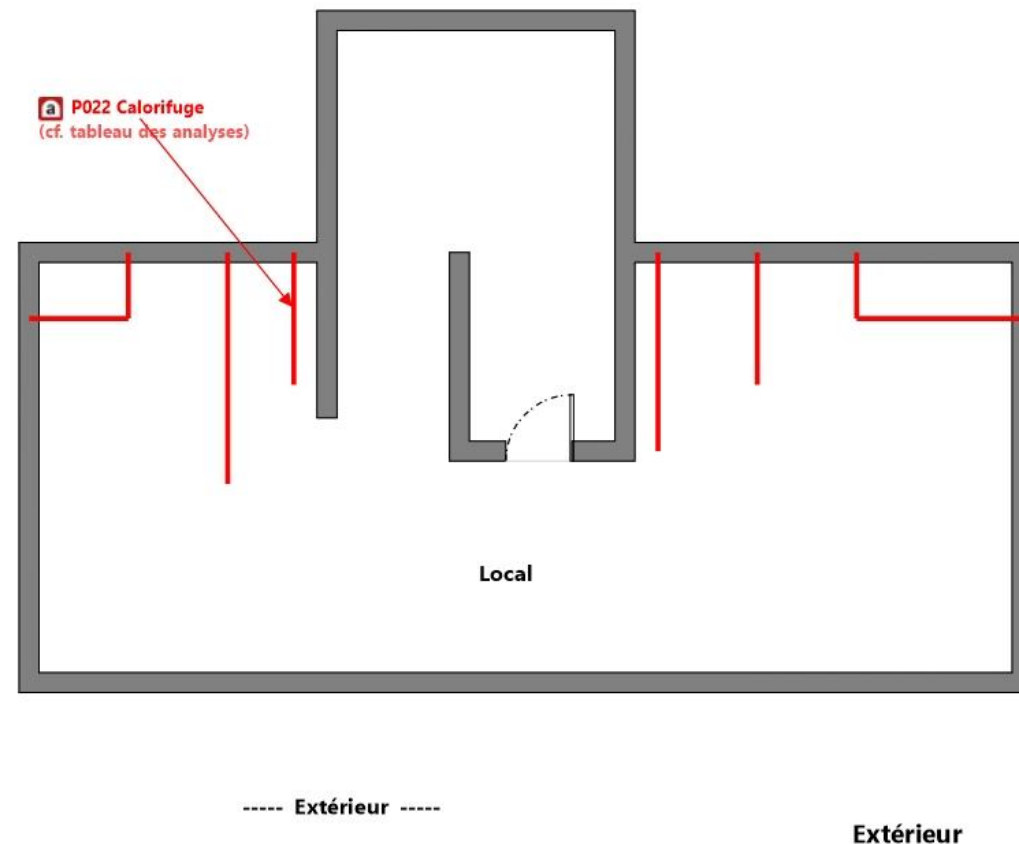 a P022 Calorifuge
(cf. tableau des analyses)
Local
----- Extérieur -----
Extérieur